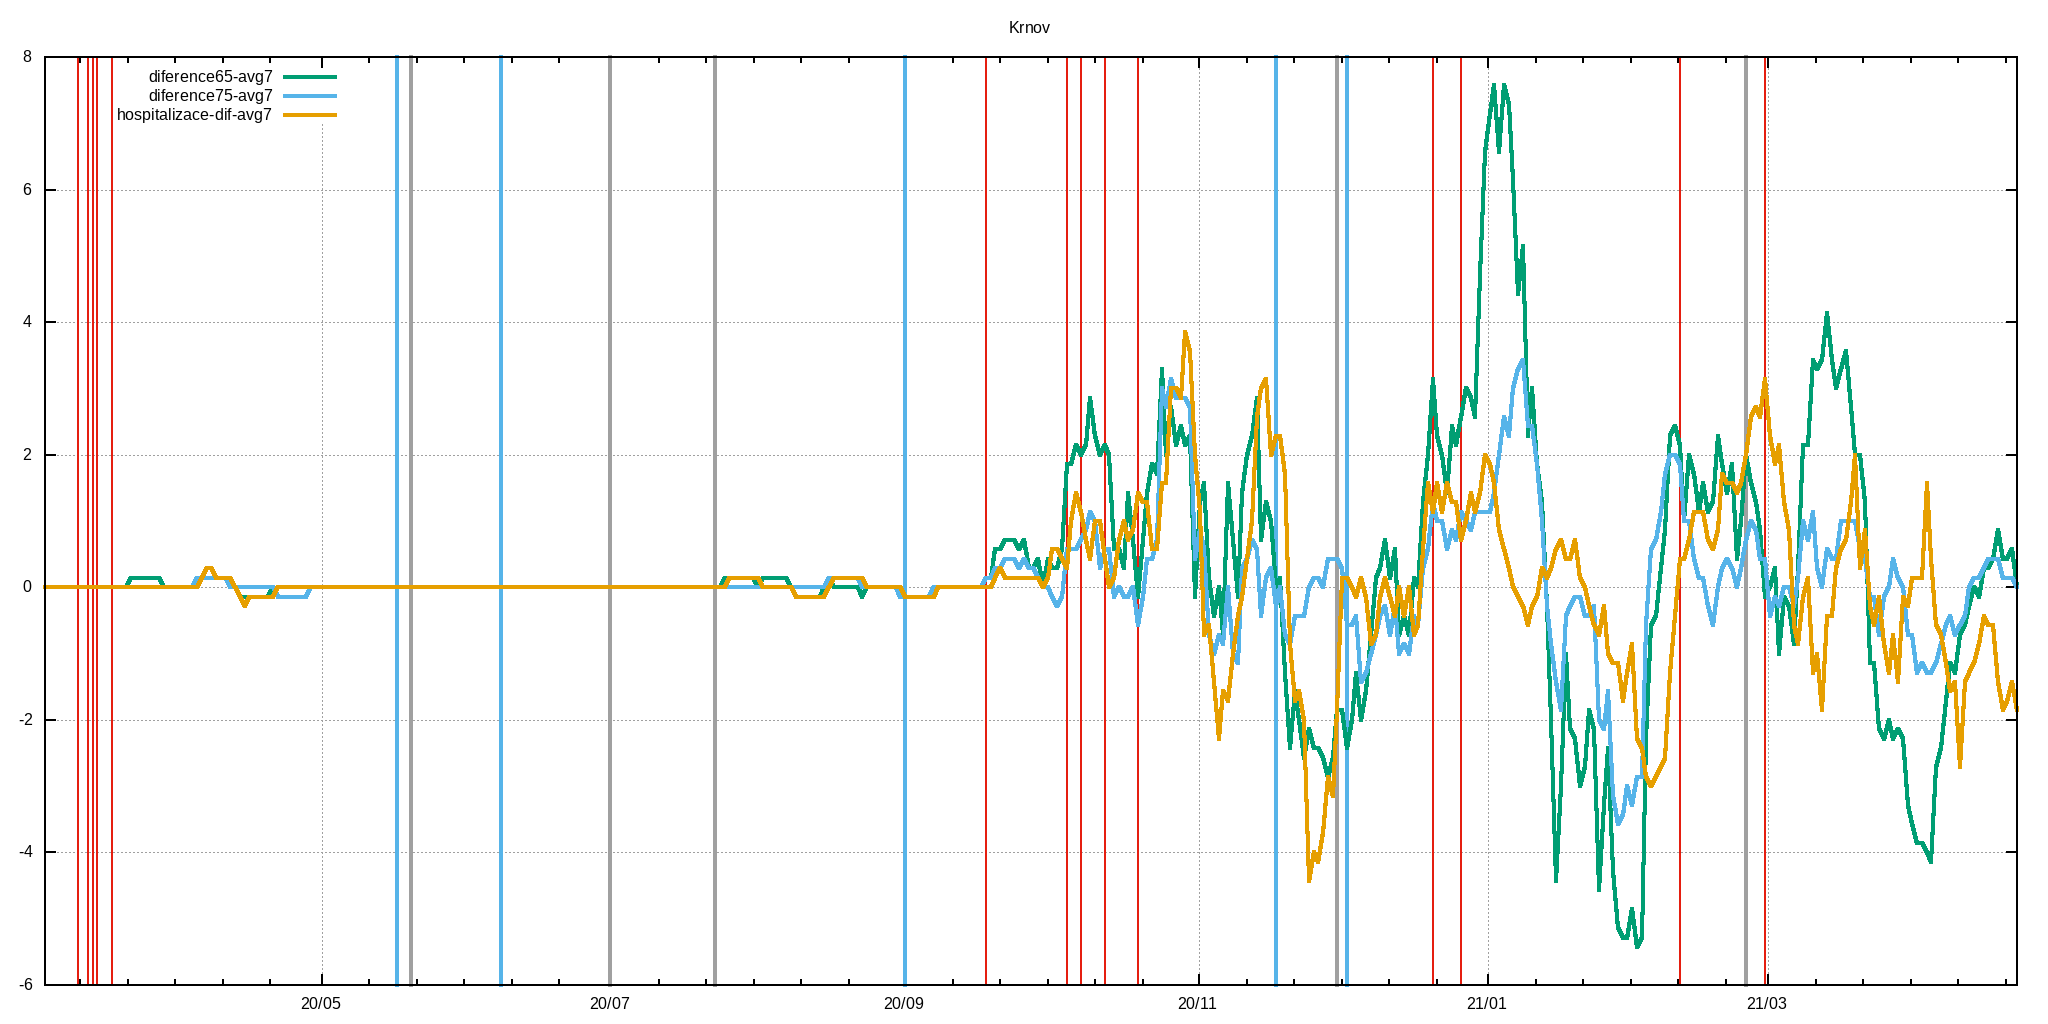 Krnov
8
diference65-avg7
diference75-avg7
hospitalizace-dif-avg7
6
4
2
0
-2
-4
-6
20/05 20/07 20/09 20/11 21/01 21/03